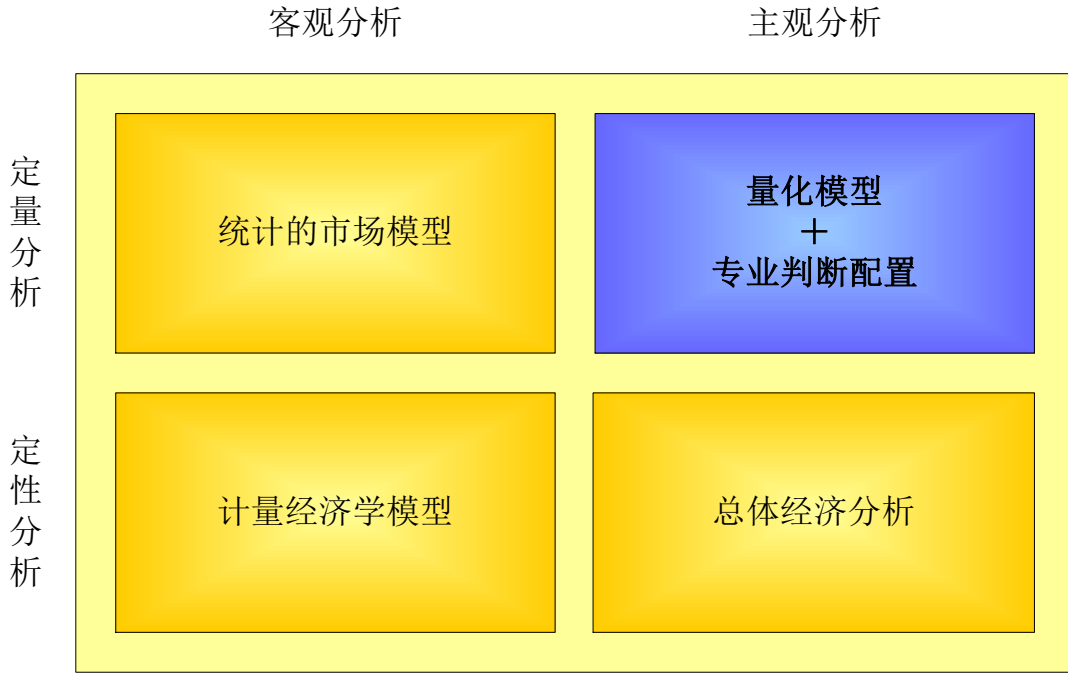 客观分析
主观分析
定量分析
统计的市场模型
量化模型
＋
专业判断配置
定性分析
计量经济学模型
总体经济分析